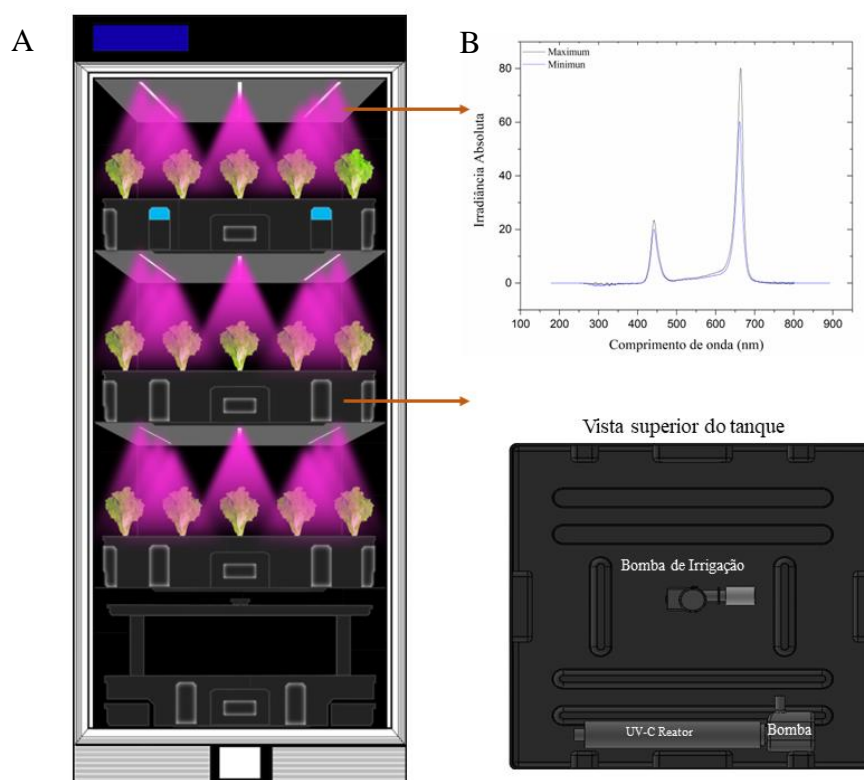 A
B
Maximum
Minimun
80
60
40
20
0
Irradiância Absoluta
100 200 300 400 500 600 700 800 900
Comprimento de onda (nm)
Vista superior do tanque
Bomba de Irrigação
UV-C Reator
Bomba